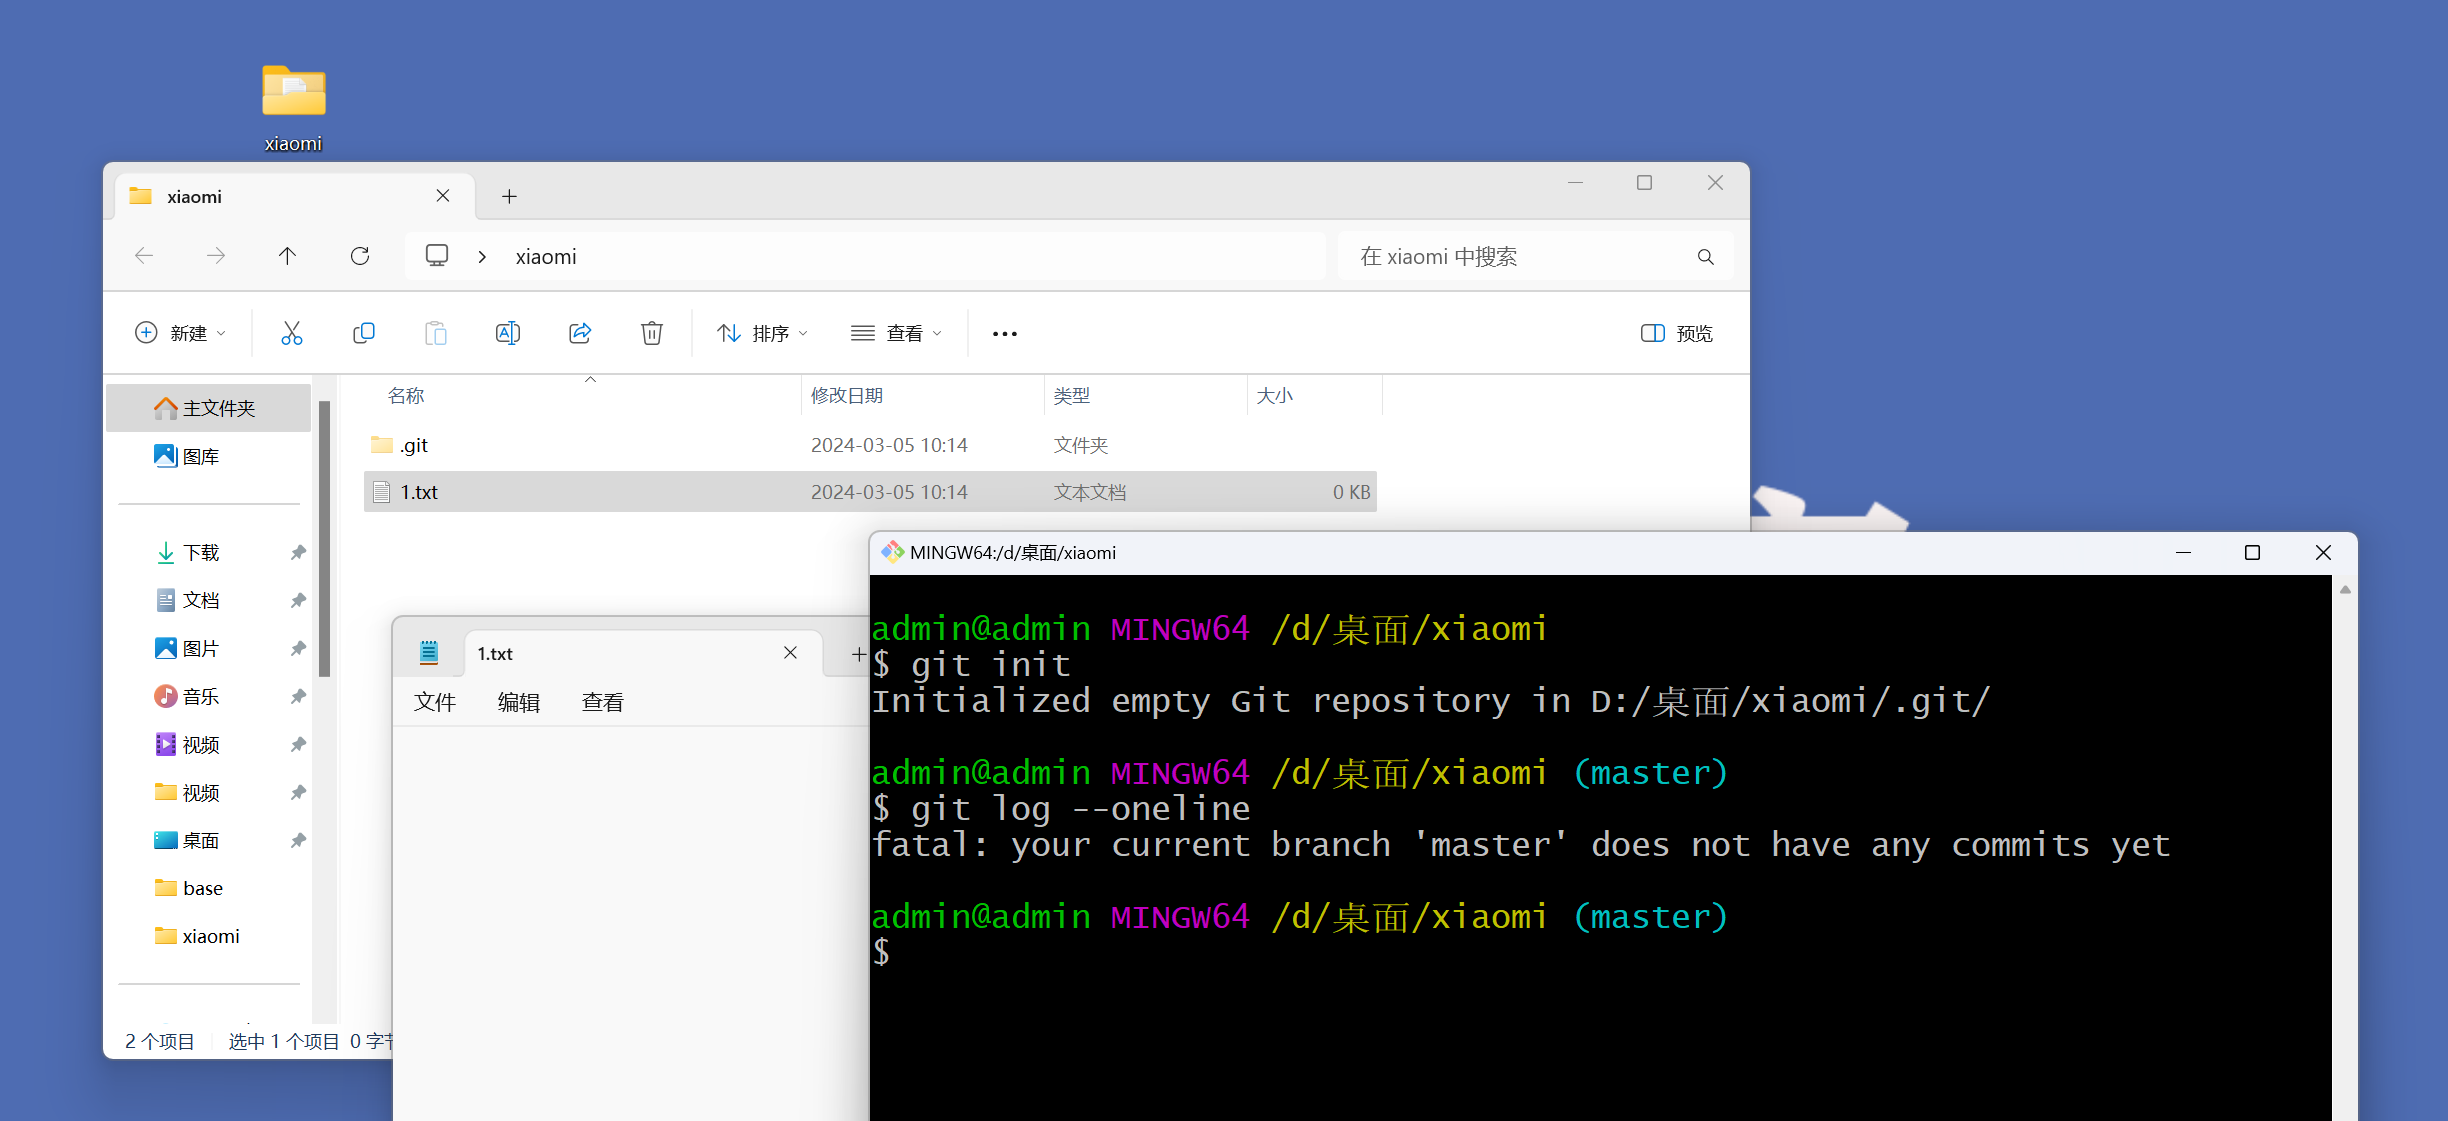 xiaomi
xiaomi
xiaomi
在 xiaomi 中搜索
新建
排序
查看
预览
主文件夹
图库
下载
文档
图片
音乐
视频
视频
桌面
base
xiaomi
名称 修改日期 类型 大小
.git 2024-03-05 10:14 文件夹
1.txt 2024-03-05 10:14 文本文档 0 KB
2 个项目 选中 1 个项目 0 字节
1.txt
文件 编辑 查看
MINGW64:/d/桌面/xiaomi
admin@admin MINGW64 /d/桌面/xiaomi
$ git init
Initialized empty Git repository in D:/桌面/xiaomi/.git/
admin@admin MINGW64 /d/桌面/xiaomi (master)
$ git log --oneline
fatal: your current branch 'master' does not have any commits yet
admin@admin MINGW64 /d/桌面/xiaomi (master)
$